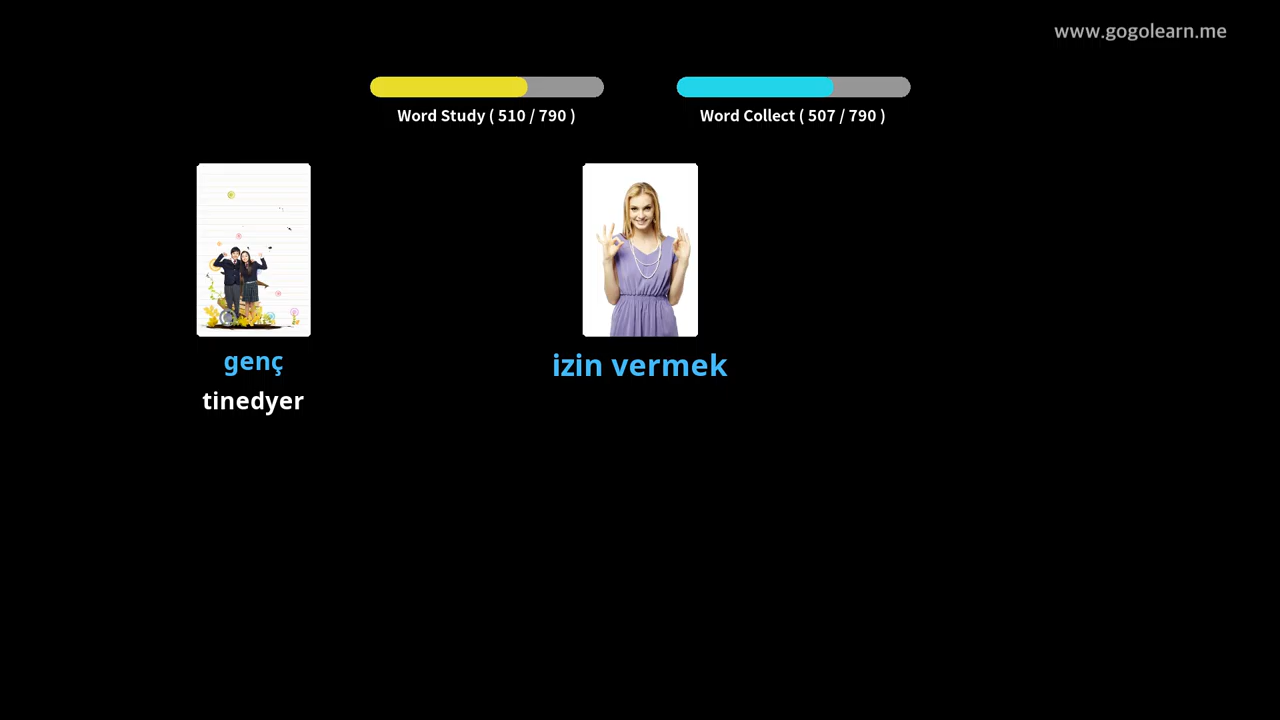 www.gogolearn.me
Word Study ( 510 / 790 )
Word Collect ( 507 / 790 )
genç
tinedyer
izin vermek